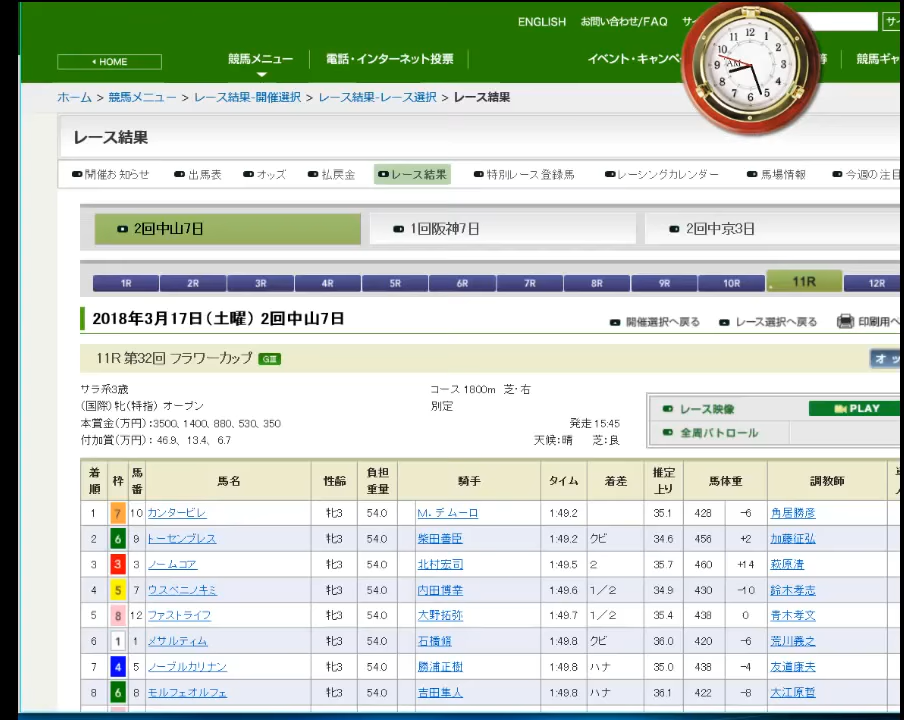 ENGLISH お問い合わせ/FAQ サ
HOME 競馬メニュー 電話・インターネット投票 イベント・キャンペ 競馬ギャ
ホーム > 競馬メニュー > レース結果-開催選択 > レース結果-レース選択 > レース結果
レース結果
開催お知らせ 出馬表 オッズ 払戻金 レース結果 特別レース登録馬 レーシングカレンダー 馬場情報 今週の注目
2回中山7日 1回阪神7日 2回中京3日
1R 2R 3R 4R 5R 6R 7R 8R 9R 10R 11R 12R
2018年3月17日(土曜) 2回中山7日 開催選択へ戻る レース選択へ戻る 印刷用へ
11R 第32回 フラワーカップ GIII オッ
サラ系3歳 コース 1800m 芝・右
(国際) 牝(特指) オープン 別定
レース映像 PLAY
本賞金(万円):3500、1400、880、530、350 発走 15:45
全周パトロール
付加賞(万円): 46.9、13.4、6.7 天候:晴 芝:良
着順 枠 馬番 馬名 性齢 負担重量 騎手 タイム 着差 推定上り 馬体重 調教師
1 7 10 カンタービレ 牝3 54.0 M.デムーロ 1:49.2 35.1 428 -6 角居勝彦
2 6 9 トーセンブレス 牝3 54.0 柴田善臣 1:49.2 クビ 34.6 456 +2 加藤征弘
3 3 3 ノームコア 牝3 54.0 北村宏司 1:49.5 2 35.7 460 +14 萩原清
4 5 7 ウスベニノキミ 牝3 54.0 内田博幸 1:49.6 1/2 34.9 430 -10 鈴木孝志
5 8 12 ファストライフ 牝3 54.0 大野拓弥 1:49.7 1/2 35.4 438 0 青木孝文
6 1 1 メサルティム 牝3 54.0 石橋脩 1:49.8 クビ 36.0 420 -6 荒川義之
7 4 5 ノーブルカリナン 牝3 54.0 勝浦正樹 1:49.8 ハナ 35.0 438 -4 友道康夫
8 6 8 モルフェオルフェ 牝3 54.0 吉田隼人 1:49.8 ハナ 36.1 422 -8 大江原哲
12 1 2 3 4 5 6 7 8 9 10 11
AM